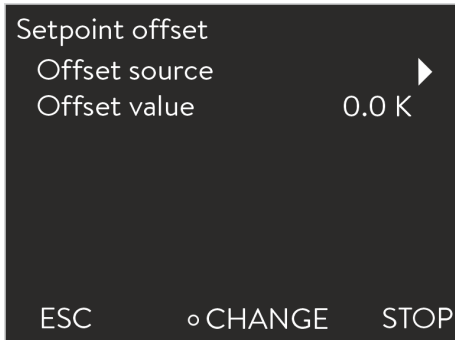 Setpoint offset
Offset source
Offset value 0.0 K
ESC CHANGE STOP